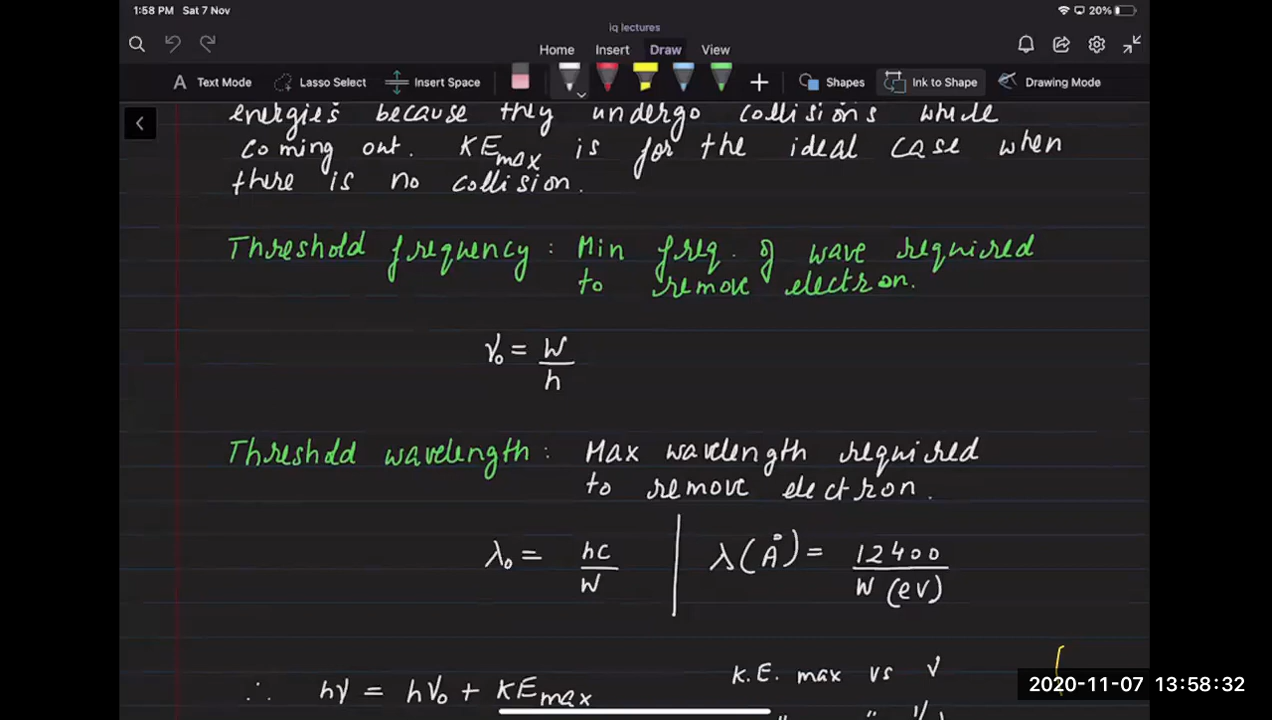 1:58 PM Sat 7 Nov
20%
iq lectures
Home Insert Draw View
Text Mode Lasso Select Insert Space Shapes Ink to Shape Drawing Mode
energies because they undergo collisions while
coming out. KEmax is for the ideal case when
there is no collision.
Threshold frequency : Min freq. of wave required
to remove electron.
ν₀ = W/h
Threshold wavelength : Max wavelength required
to remove electron.
λ₀ = hc/W | λ(Å) = 12400/W (eV)
K.E. max vs ν
∴ hν = hν₀ + KEmax
" " 1/λ
2020-11-07 13:58:32